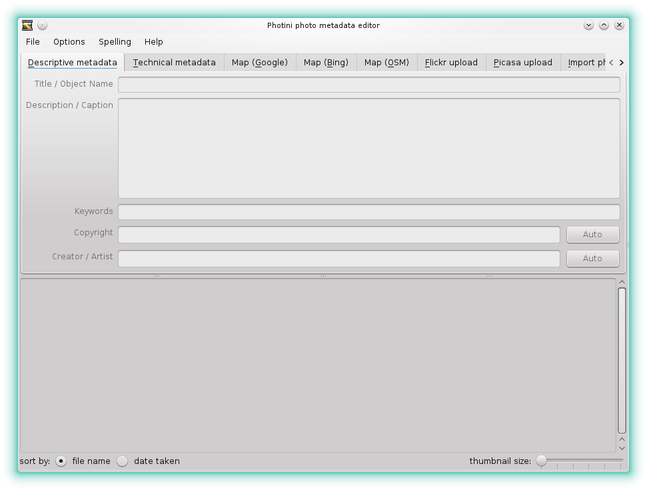 Photini photo metadata editor
File Options Spelling Help
Descriptive metadata Technical metadata Map (Google) Map (Bing) Map (OSM) Flickr upload Picasa upload Import
Title / Object Name
Description / Caption
Keywords
Copyright Auto
Creator / Artist Auto
sort by: file name date taken thumbnail size: